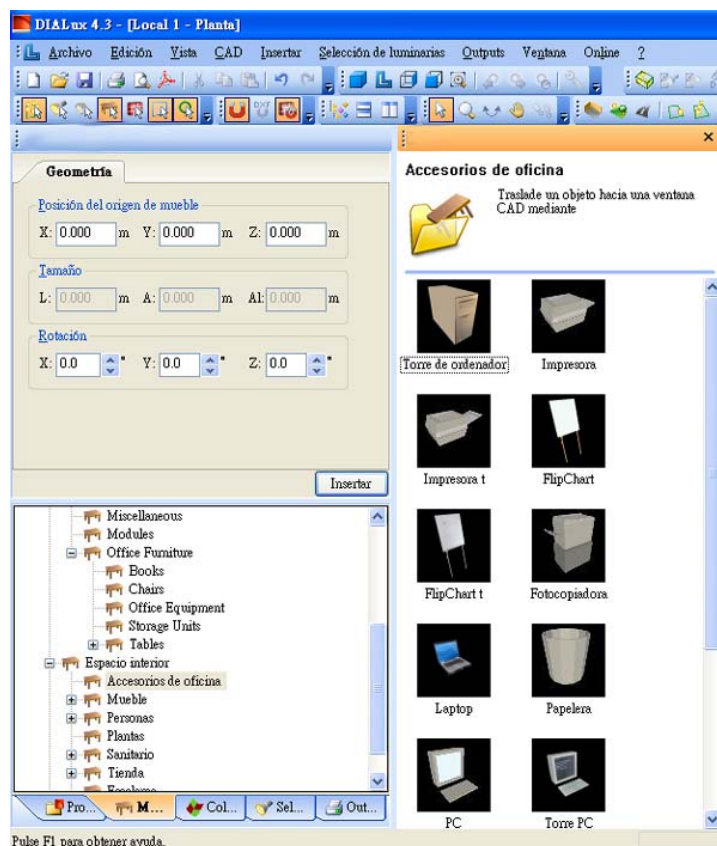 DIALux 4.3 - [Local 1 - Planta]
Archivo Edición Vista CAD Insertar Selección de luminarias Outputs Ventana Online ?
Geometría
Posición del origen de mueble
X: 0.000 m Y: 0.000 m Z: 0.000 m
Tamaño
L: 0.000 m A: 0.000 m Al: 0.000 m
Rotación
X: 0.0 ° Y: 0.0 ° Z: 0.0 °
Insertar
Miscellaneous
Modules
Office Furniture
Books
Chairs
Office Equipment
Storage Units
Tables
Espacio interior
Accesorios de oficina
Mueble
Personas
Plantas
Sanitario
Tienda
Pro... M... Col... Sel... Out...
Accesorios de oficina
Traslade un objeto hacia una ventana
CAD mediante
Torre de ordenador Impresora
Impresora t FlipChart
FlipChart t Fotocopiadora
Laptop Papelera
PC Torre PC
Pulse F1 para obtener ayuda.